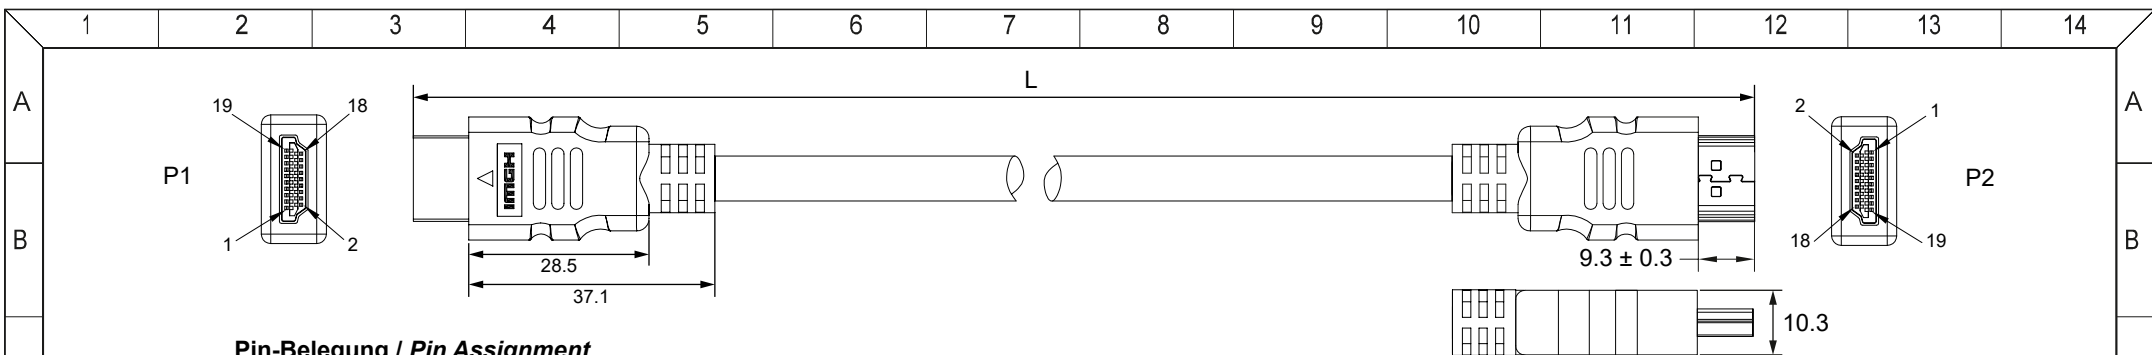 1 2 3 4 5 6 7 8 9 10 11 12 13 14
L
A A
19 18 2 1
P1 HDMI P2
B B
1 2 18 19
28.5 9.3 ± 0.3
37.1
10.3
Pin-Belegung / Pin Assignment